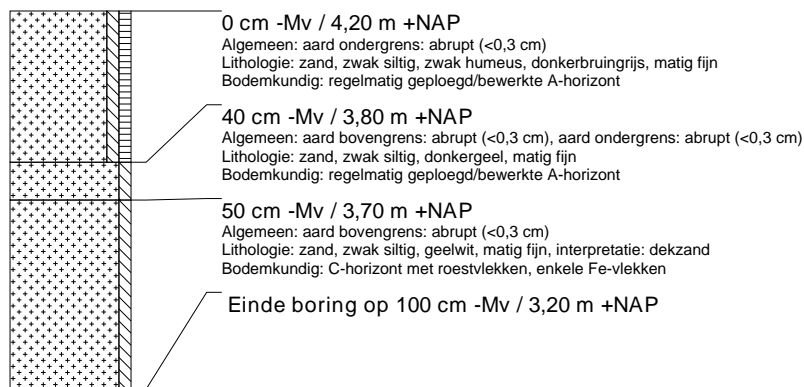 0 cm -Mv / 4,20 m +NAP
Algemeen: aard ondergrens: abrupt (<0,3 cm)
Lithologie: zand, zwak siltig, zwak humeus, donkerbruingrijs, matig fijn
Bodemkundig: regelmatig geploegd/bewerkte A-horizont
40 cm -Mv / 3,80 m +NAP
Algemeen: aard bovengrens: abrupt (<0,3 cm), aard ondergrens: abrupt (<0,3 cm)
Lithologie: zand, zwak siltig, donkergeel, matig fijn
Bodemkundig: regelmatig geploegd/bewerkte A-horizont
50 cm -Mv / 3,70 m +NAP
Algemeen: aard bovengrens: abrupt (<0,3 cm)
Lithologie: zand, zwak siltig, geelwit, matig fijn, interpretatie: dekzand
Bodemkundig: C-horizont met roestvlekken, enkele Fe-vlekken
Einde boring op 100 cm -Mv / 3,20 m +NAP